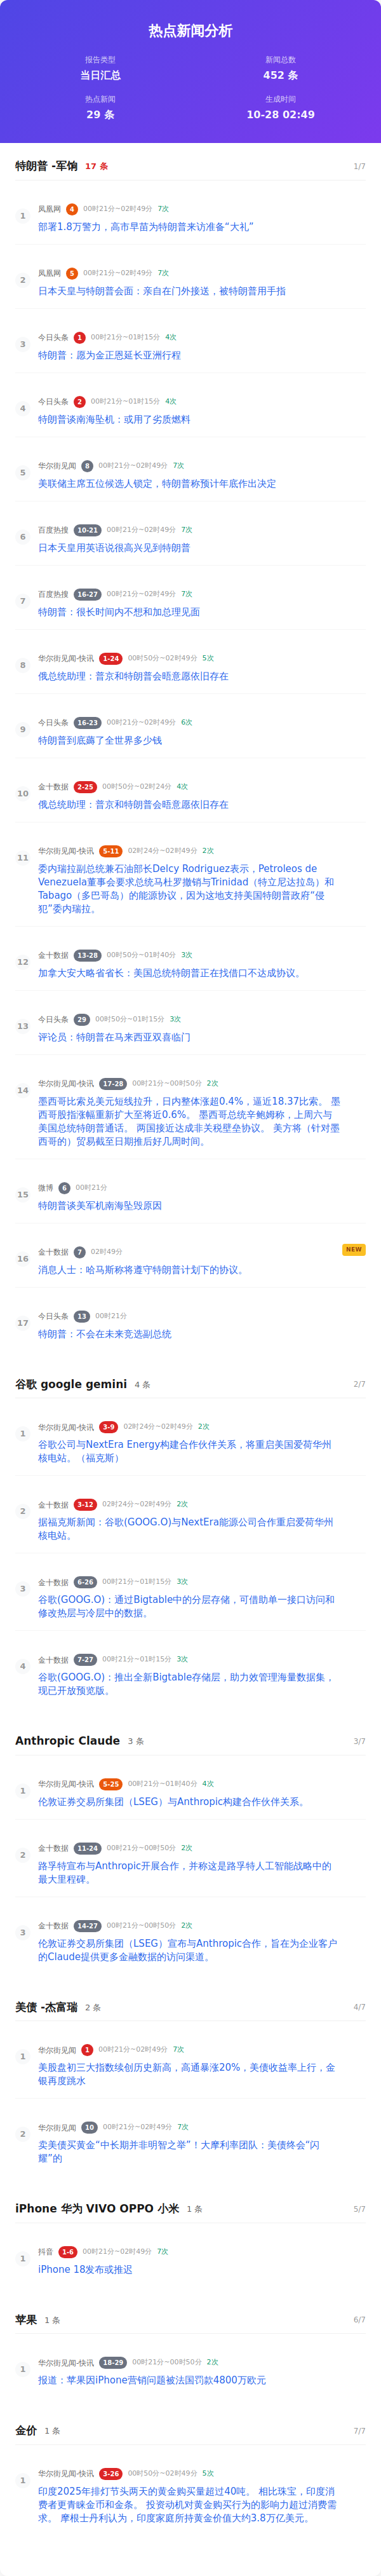 热点新闻分析
报告类型
新闻总数
当日汇总
452 条
热点新闻
生成时间
29 条
10-28 02:49
特朗普 -军饷 17 条 1/7
1 凤凰网 4 00时21分~02时49分 7次
部署1.8万警力，高市早苗为特朗普来访准备“大礼”
2 凤凰网 5 00时21分~02时49分 7次
日本天皇与特朗普会面：亲自在门外接送，被特朗普用手指
3 今日头条 1 00时21分~01时15分 4次
特朗普：愿为金正恩延长亚洲行程
4 今日头条 2 00时21分~01时15分 4次
特朗普谈南海坠机：或用了劣质燃料
5 华尔街见闻 8 00时21分~02时49分 7次
美联储主席五位候选人锁定，特朗普称预计年底作出决定
6 百度热搜 10-21 00时21分~02时49分 7次
日本天皇用英语说很高兴见到特朗普
7 百度热搜 16-27 00时21分~02时49分 7次
特朗普：很长时间内不想和加总理见面
8 华尔街见闻-快讯 1-24 00时50分~02时49分 5次
俄总统助理：普京和特朗普会晤意愿依旧存在
9 今日头条 16-23 00时21分~02时49分 6次
特朗普到底薅了全世界多少钱
10 金十数据 2-25 00时50分~02时24分 4次
俄总统助理：普京和特朗普会晤意愿依旧存在
11 华尔街见闻-快讯 5-11 02时24分~02时49分 2次
委内瑞拉副总统兼石油部长Delcy Rodriguez表示，Petroleos de
Venezuela董事会要求总统马杜罗撤销与Trinidad（特立尼达拉岛）和
Tabago（多巴哥岛）的能源协议，因为这地支持美国特朗普政府“侵
犯”委内瑞拉。
12 金十数据 13-28 00时50分~01时40分 3次
加拿大安大略省省长：美国总统特朗普正在找借口不达成协议。
13 今日头条 29 00时50分~01时15分 3次
评论员：特朗普在马来西亚双喜临门
14 华尔街见闻-快讯 17-28 00时21分~00时50分 2次
墨西哥比索兑美元短线拉升，日内整体涨超0.4%，逼近18.37比索。 墨
西哥股指涨幅重新扩大至将近0.6%。 墨西哥总统辛鲍姆称，上周六与
美国总统特朗普通话。 两国接近达成非关税壁垒协议。 美方将（针对墨
西哥的）贸易截至日期推后好几周时间。
15 微博 6 00时21分
特朗普谈美军机南海坠毁原因
16 金十数据 7 02时49分 NEW
消息人士：哈马斯称将遵守特朗普计划下的协议。
17 今日头条 13 00时21分
特朗普：不会在未来竞选副总统
谷歌 google gemini 4 条 2/7
1 华尔街见闻-快讯 3-9 02时24分~02时49分 2次
谷歌公司与NextEra Energy构建合作伙伴关系，将重启美国爱荷华州
核电站。（福克斯）
2 金十数据 3-12 02时24分~02时49分 2次
据福克斯新闻：谷歌(GOOG.O)与NextEra能源公司合作重启爱荷华州
核电站。
3 金十数据 6-26 00时21分~01时15分 3次
谷歌(GOOG.O)：通过Bigtable中的分层存储，可借助单一接口访问和
修改热层与冷层中的数据。
4 金十数据 7-27 00时21分~01时15分 3次
谷歌(GOOG.O)：推出全新Bigtable存储层，助力效管理海量数据集，
现已开放预览版。
Anthropic Claude 3 条 3/7
1 华尔街见闻-快讯 5-25 00时21分~01时40分 4次
伦敦证券交易所集团（LSEG）与Anthropic构建合作伙伴关系。
2 金十数据 11-24 00时21分~00时50分 2次
路孚特宣布与Anthropic开展合作，并称这是路孚特人工智能战略中的
最大里程碑。
3 金十数据 14-27 00时21分~00时50分 2次
伦敦证券交易所集团（LSEG）宣布与Anthropic合作，旨在为企业客户
的Claude提供更多金融数据的访问渠道。
美债 -杰富瑞 2 条 4/7
1 华尔街见闻 1 00时21分~02时49分 7次
美股盘初三大指数续创历史新高，高通暴涨20%，美债收益率上行，金
银再度跳水
2 华尔街见闻 10 00时21分~02时49分 7次
卖美债买黄金“中长期并非明智之举”！大摩利率团队：美债终会“闪
耀”的
iPhone 华为 VIVO OPPO 小米 1 条 5/7
1 抖音 1-6 00时21分~02时49分 7次
iPhone 18发布或推迟
苹果 1 条 6/7
1 华尔街见闻-快讯 18-29 00时21分~00时50分 2次
报道：苹果因iPhone营销问题被法国罚款4800万欧元
金价 1 条 7/7
1 华尔街见闻-快讯 3-26 00时50分~02时49分 5次
印度2025年排灯节头两天的黄金购买量超过40吨。 相比珠宝，印度消
费者更青睐金币和金条。 投资动机对黄金购买行为的影响力超过消费需
求。 摩根士丹利认为，印度家庭所持黄金价值大约3.8万亿美元。